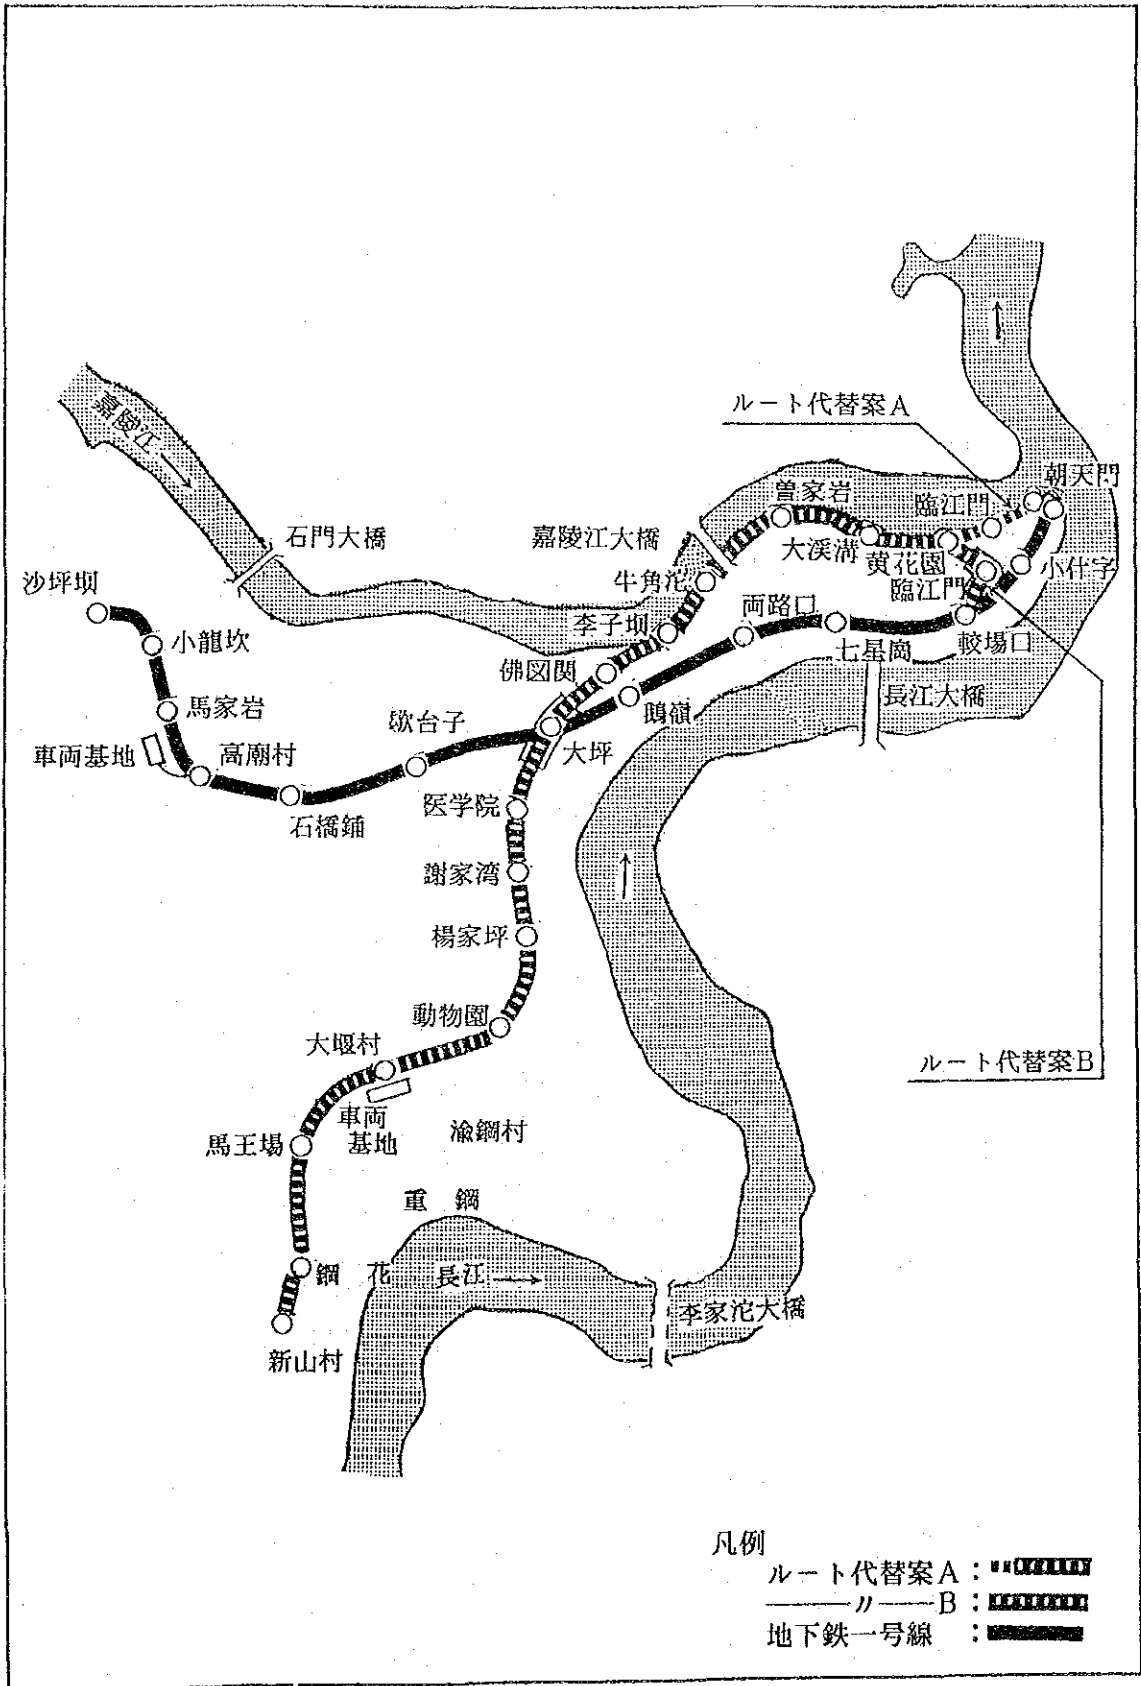 ルート代替案A
嘉陵江
朝天門
曽家岩
臨江門
石門大橋
嘉陵江大橋
大渓溝
黄花園
小什字
沙坪坝
牛角沱
臨江門
両路口
李子坝
小龍坎
七星崗
較場口
佛図関
長江大橋
馬家岩
鵝嶺
歇台子
車両基地
高廟村
大坪
医学院
石橋鋪
謝家湾
楊家坪
動物園
大堰村
ルート代替案B
車両
基地
渝鋼村
馬王場
重 鋼
鋼 花
長江
李家沱大橋
新山村
凡例
ルート代替案A:
——〃——B:
地下鉄一号線 :